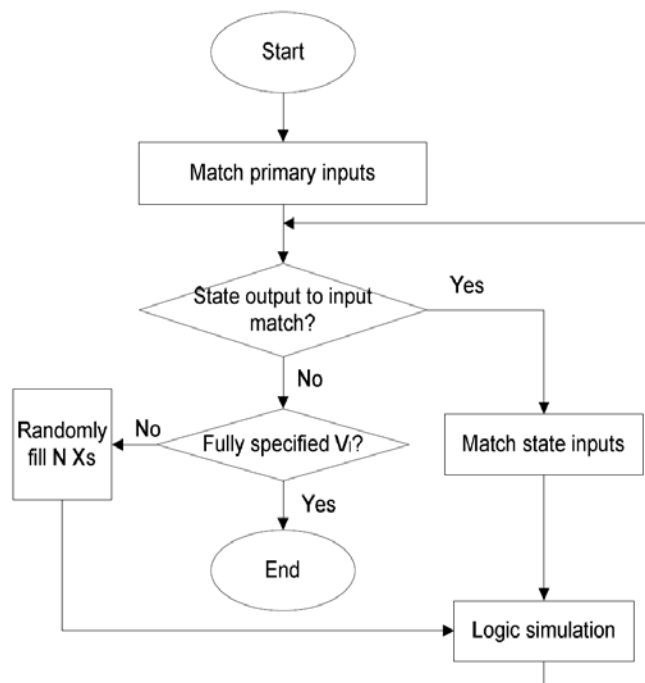 Start
Match primary inputs
State output to input
match?
Yes
No
Randomly
fill N Xs
No
Fully specified Vl?
Match state inputs
Yes
End
Logic simulation